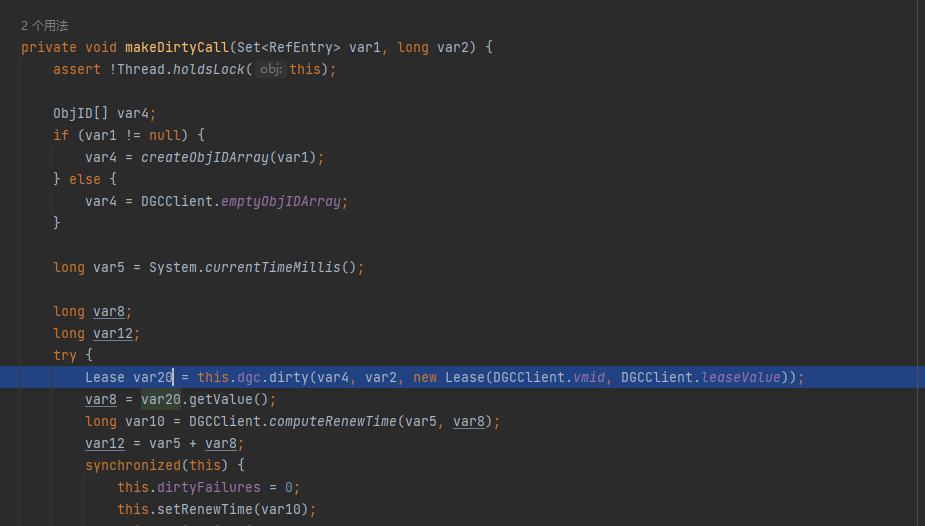 2 个用法
private void makeDirtyCall(Set<RefEntry> var1, long var2) {
assert !Thread.holdsLock( obj: this);
ObjID[] var4;
if (var1 != null) {
var4 = createObjIDArray(var1);
} else {
var4 = DGCClient.emptyObjIDArray;
}
long var5 = System.currentTimeMillis();
long var8;
long var12;
try {
Lease var20 = this.dgc.dirty(var4, var2, new Lease(DGCClient.vmid, DGCClient.leaseValue));
var8 = var20.getValue();
long var10 = DGCClient.computeRenewTime(var5, var8);
var12 = var5 + var8;
synchronized(this) {
this.dirtyFailures = 0;
this.setRenewTime(var10);